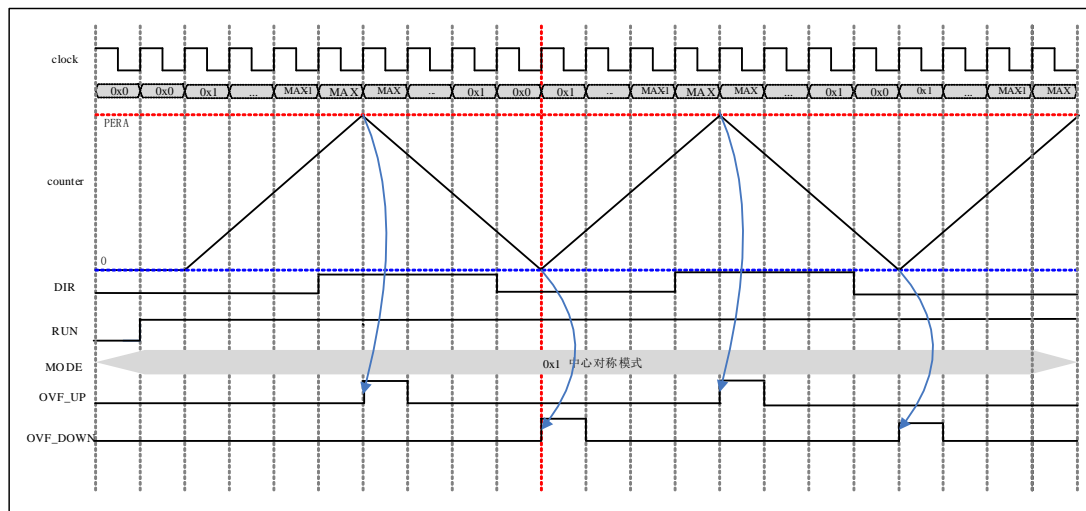 clock
0x0 0x0 0x1 ... MAX-1 MAX MAX ... 0x1 0x0 0x1 ... MAX-1 MAX MAX ... 0x1 0x0 0x1 ... MAX-1 MAX
PERA
counter
0
DIR
RUN
MODE
0x1 中心对称模式
OVF_UP
OVF_DOWN